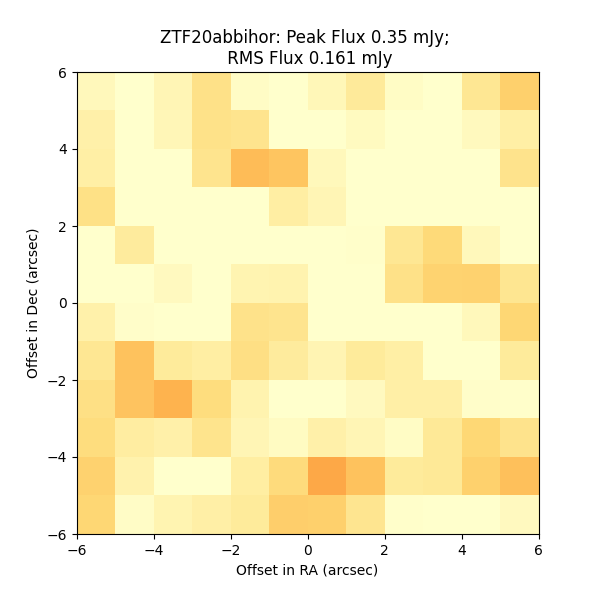 ZTF20abbihor: Peak Flux 0.35 mJy;
RMS Flux 0.161 mJy
6
4
2
0
−2
−4
−6
Offset in Dec (arcsec)
−6 −4 −2 0 2 4 6
Offset in RA (arcsec)